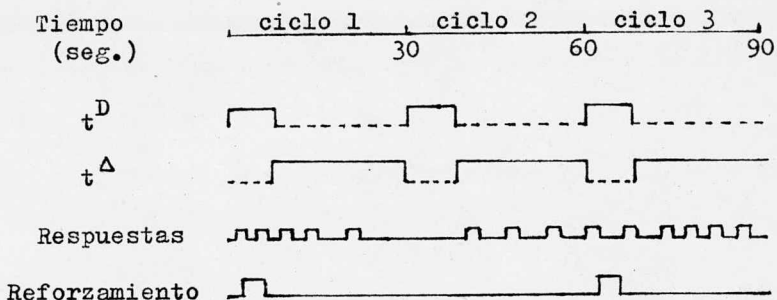 Tiempo
(seg.)
ciclo 1 ciclo 2 ciclo 3
30 60 90
t^D
t^Δ
Respuestas
Reforzamiento